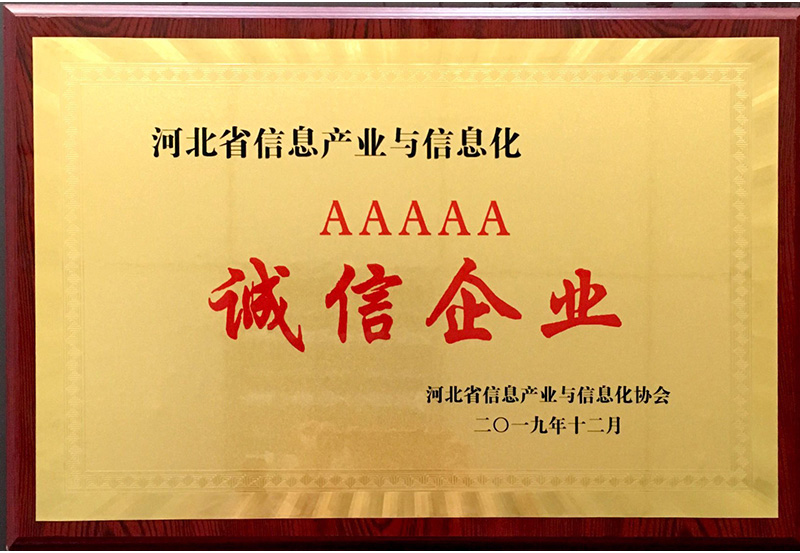 河北省信息产业与信息化
AAAAA
诚信企业
河北省信息产业与信息化协会
二〇一九年十二月